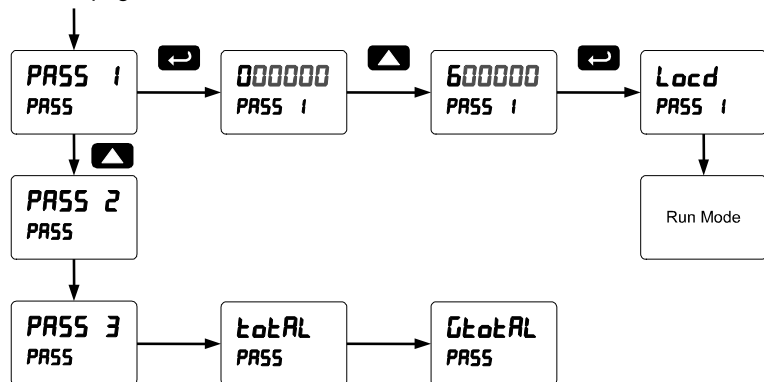 PASS 1
PASS
000000
PASS 1
600000
PASS 1
Locd
PASS 1
PASS 2
PASS
Run Mode
PASS 3
PASS
totAL
PASS
GtotAL
PASS